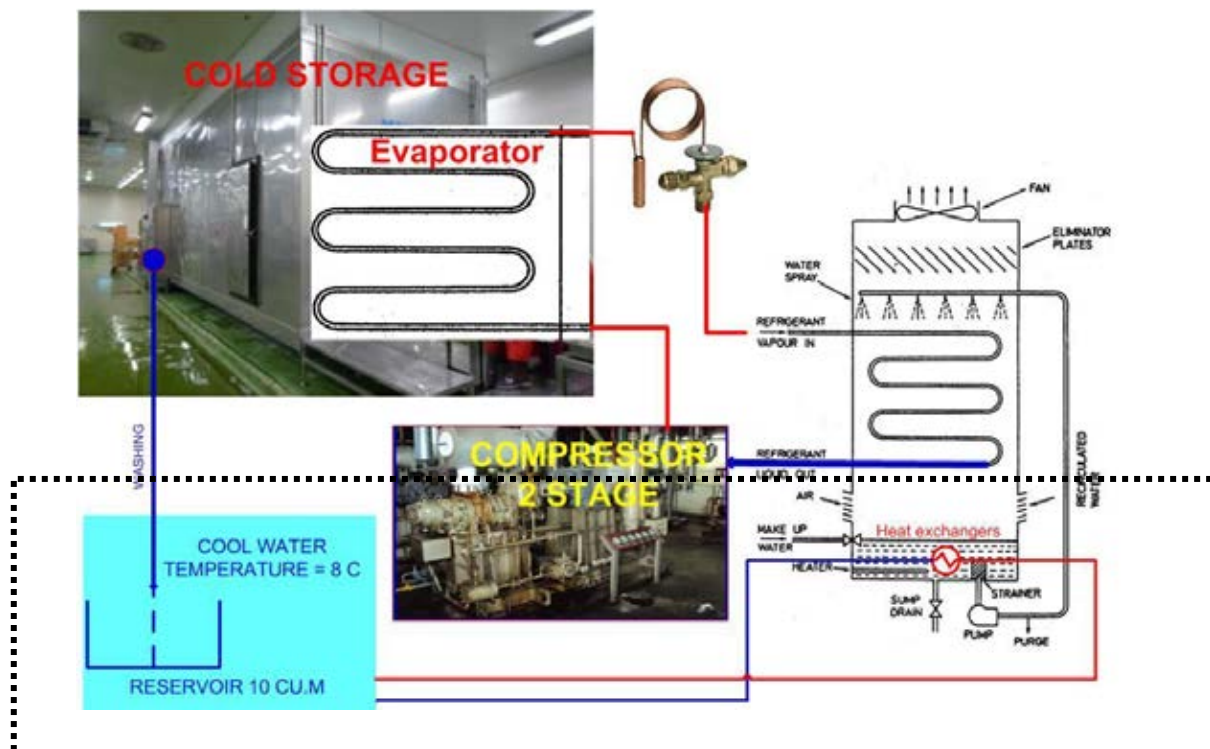 COLD STORAGE
Evaporator
FAN
ELIMINATOR
PLATES
WATER
SPRAY
REFRIGERANT
VAPOUR IN
WASHING
COMPRESSOR
2 STAGE
REFRIGERANT
LIQUID OUT
AIR
RECIRCULATED
WATER
MAKE UP
WATER
Heat exchangers
HEATER
STRAINER
SUMP
DRAIN
PUMP
PURGE
COOL WATER
TEMPERATURE = 8 C
RESERVOIR 10 CU.M